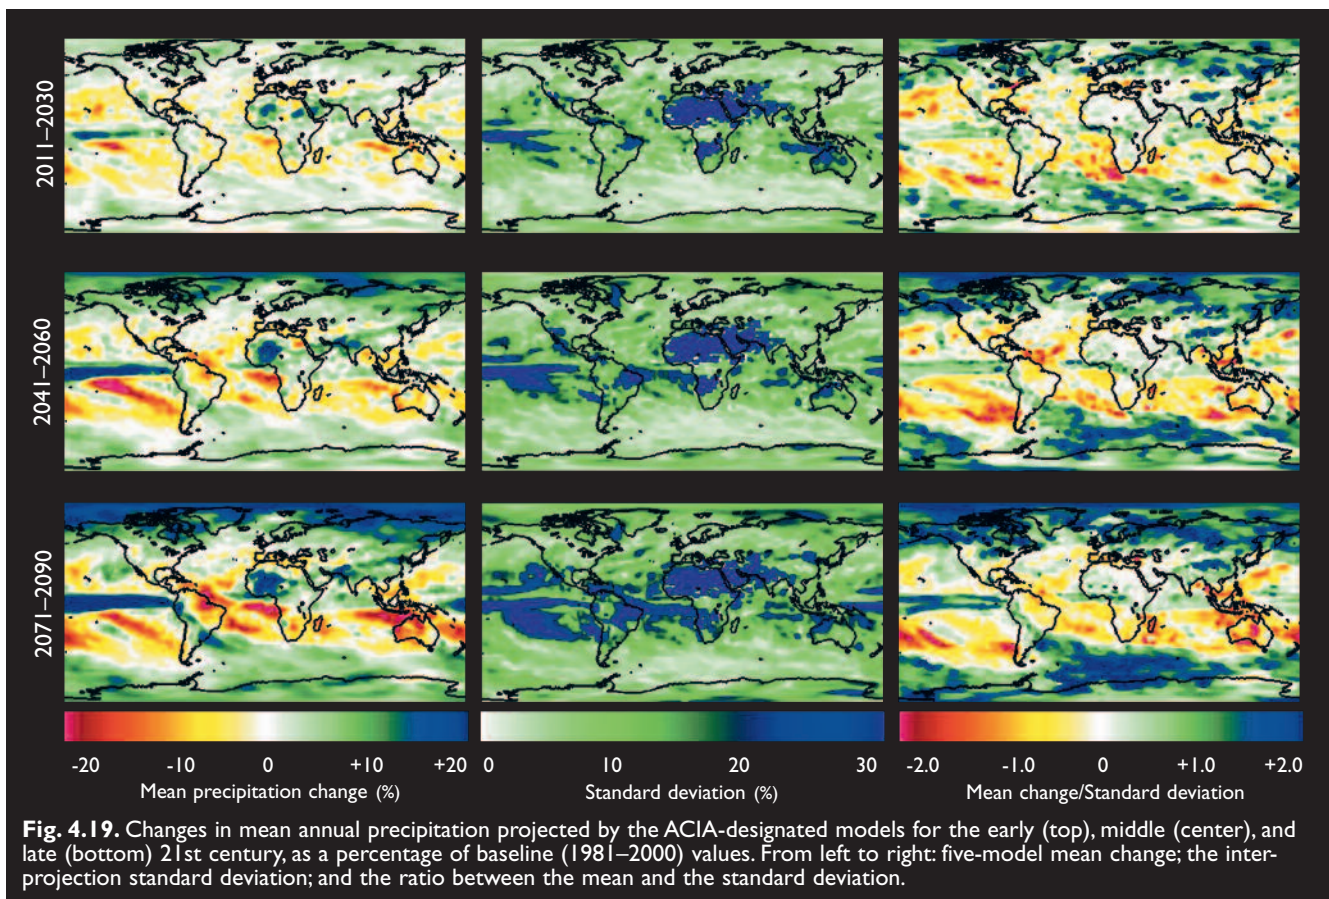 2011–2030
2041–2060
2071–2090
-20 -10 0 +10 +20
Mean precipitation change (%)
0 10 20 30
Standard deviation (%)
-2.0 -1.0 0 +1.0 +2.0
Mean change/Standard deviation
Fig. 4.19. Changes in mean annual precipitation projected by the ACIA-designated models for the early (top), middle (center), and
late (bottom) 21st century, as a percentage of baseline (1981–2000) values. From left to right: five-model mean change; the inter-
projection standard deviation; and the ratio between the mean and the standard deviation.